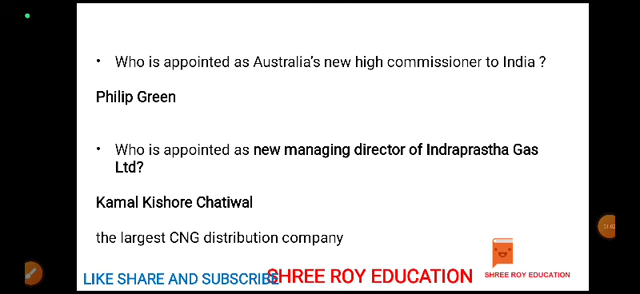 • Who is appointed as Australia's new high commissioner to India ?
Philip Green
• Who is appointed as new managing director of Indraprastha Gas
Ltd?
Kamal Kishore Chatiwal
the largest CNG distribution company
LIKE SHARE AND SUBSCRIBE
SHREE ROY EDUCATION
SHREE ROY EDUCATION